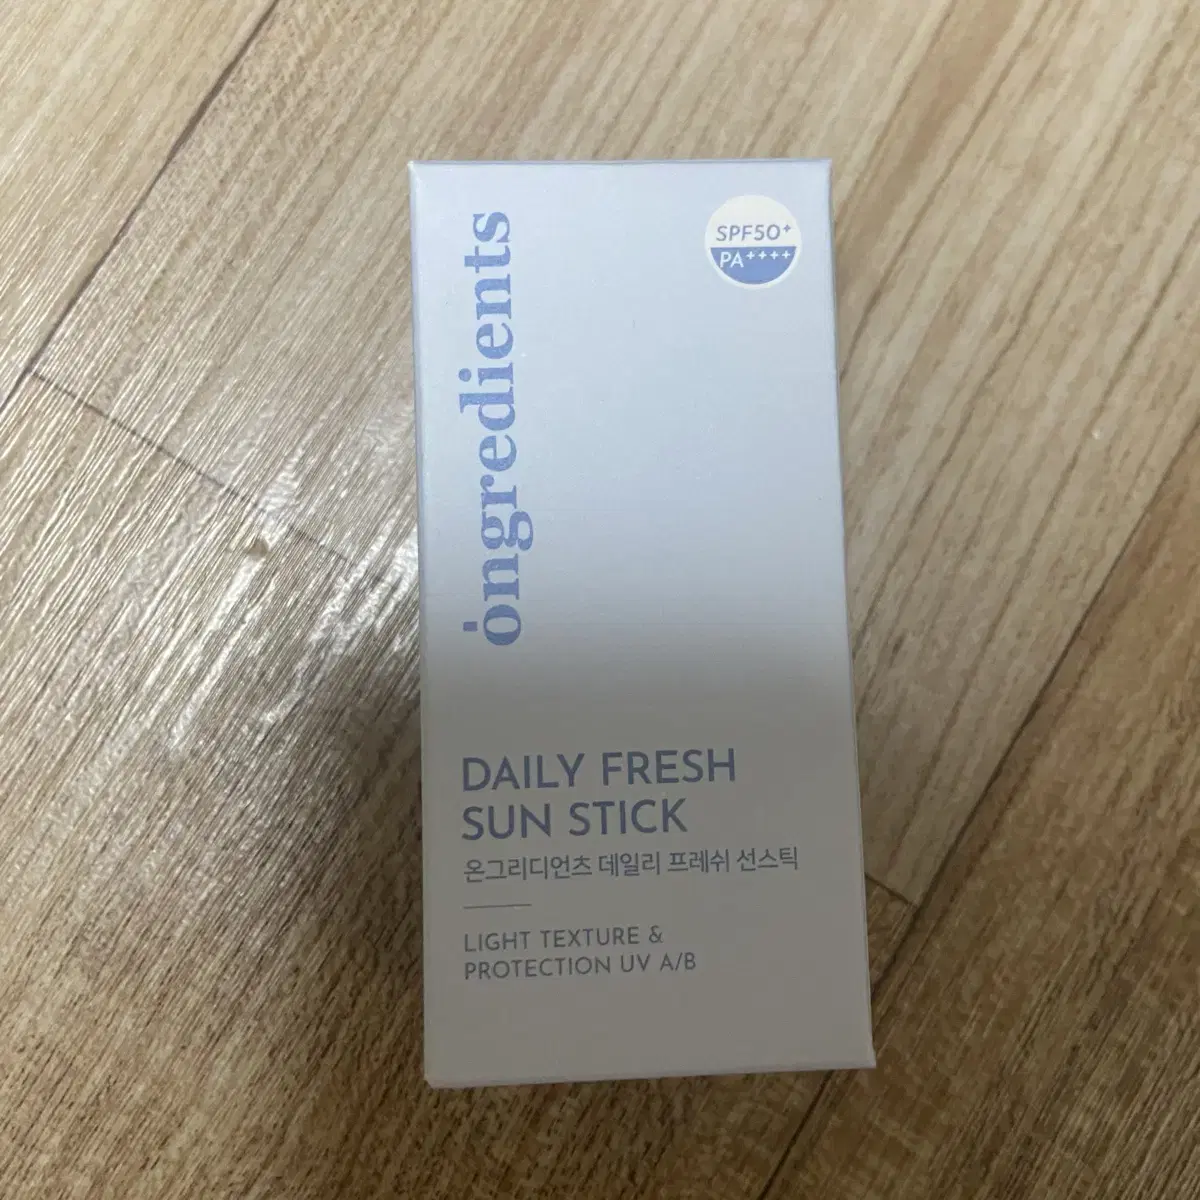 ongredients
SPF50+
PA++++
DAILY FRESH
SUN STICK
온그리디언츠 데일리 프레쉬 선스틱
LIGHT TEXTURE &
PROTECTION UV A/B